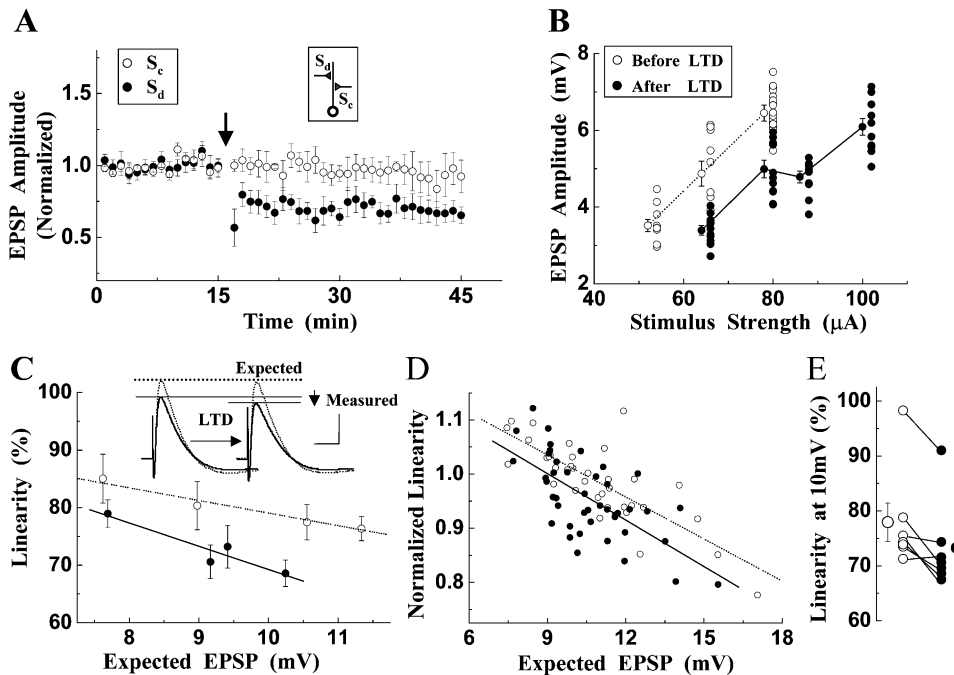 A
EPSP Amplitude
(Normalized)
1.5
1.0
0.5
0
15
30
45
Time (min)
Sc
Sd
Sd
Sc
B
EPSP Amplitude (mV)
8
6
4
2
40
60
80
100
Stimulus Strength (μA)
Before LTD
After LTD
C
Linearity (%)
100
90
80
70
60
8
9
10
11
Expected EPSP (mV)
Expected
Measured
LTD
D
Normalized Linearity
1.1
1.0
0.9
0.8
6
9
12
15
18
Expected EPSP (mV)
E
Linearity at 10mV (%)
100
90
80
70
60